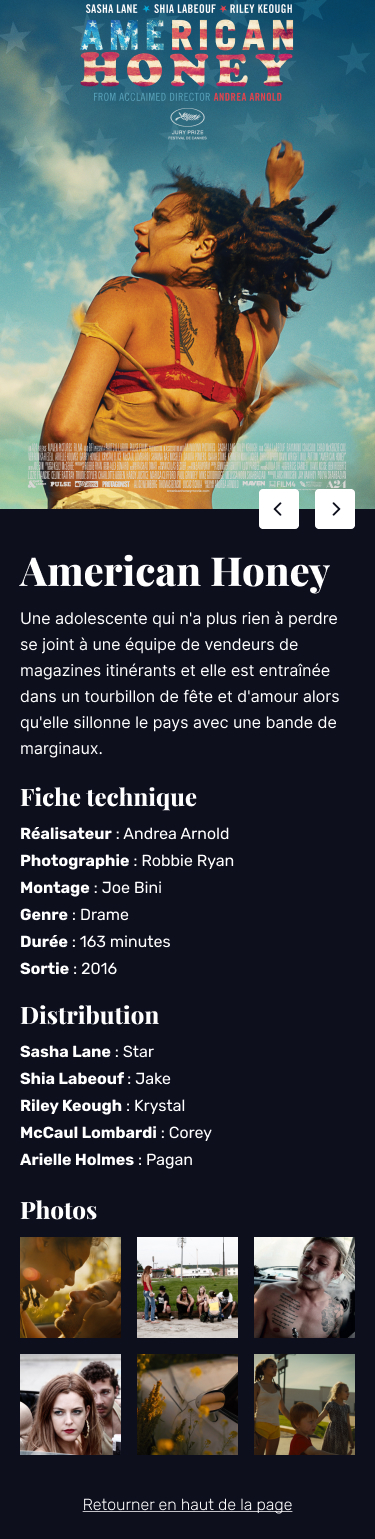 SASHA LANE ★ SHIA LABEOUF ★ RILEY KEOUGH
AMERICAN
HONEY
FROM ACCLAIMED DIRECTOR ANDREA ARNOLD
JURY PRIZE
FESTIVAL DE CANNES
American Honey
Une adolescente qui n'a plus rien à perdre
se joint à une équipe de vendeurs de
magazines itinérants et elle est entraînée
dans un tourbillon de fête et d'amour alors
qu'elle sillonne le pays avec une bande de
marginaux.
Fiche technique
Réalisateur : Andrea Arnold
Photographie : Robbie Ryan
Montage : Joe Bini
Genre : Drame
Durée : 163 minutes
Sortie : 2016
Distribution
Sasha Lane : Star
Shia Labeouf : Jake
Riley Keough : Krystal
McCaul Lombardi : Corey
Arielle Holmes : Pagan
Photos
Retourner en haut de la page